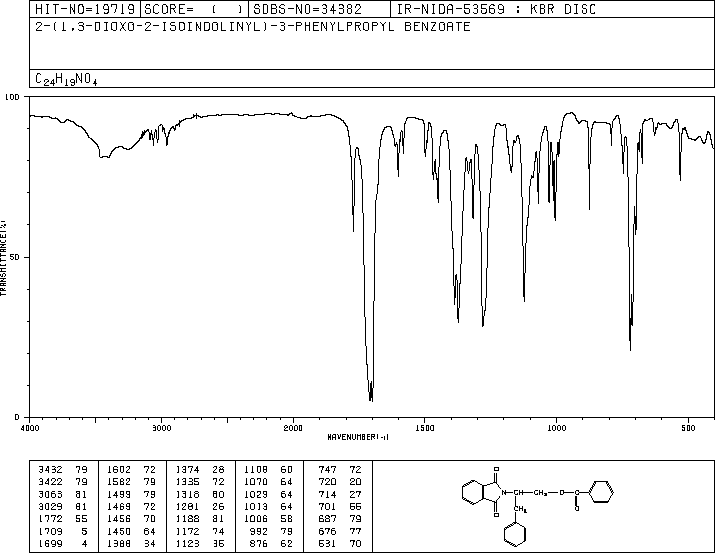 HIT-NO=19719 SCORE= ( ) SDBS-NO=34382 IR-NIDA-53569 : KBR DISC
2-(1,3-DIOXO-2-ISOINDOLINYL)-3-PHENYLPROPYL BENZOATE
C24H19NO4
100
50
0
TRANSMITTANCE(%)
4000 3000 2000 1500 1000 500
WAVENUMBER(-1)
3432 79 1602 72 1374 28 1108 60 747 72
3422 79 1582 79 1335 72 1070 64 720 20
3063 81 1499 79 1318 60 1029 64 714 27
3029 81 1469 72 1281 26 1013 64 701 55
1772 55 1456 70 1188 81 1006 58 687 79
1709 5 1450 64 1172 74 992 79 676 77
1699 4 1388 34 1123 35 876 62 531 70
O
N CH CH2 O C
O O
CH2